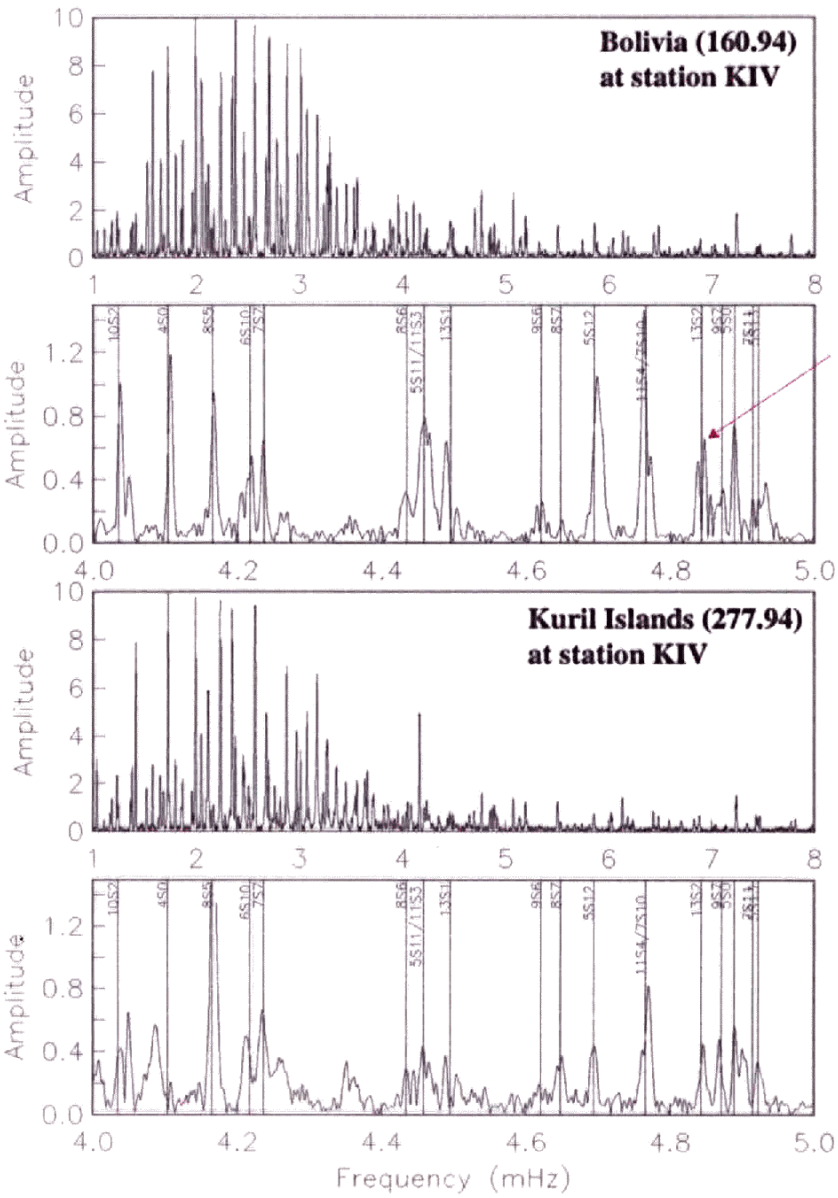 10
8
6
4
2
0
Amplitude
Bolivia (160.94)
at station KIV
1 2 3 4 5 6 7 8
1.2
0.8
0.4
0.0
Amplitude
10S2 4S0 8S5 6S10 7S7 8S6 5S11/11S3 13S1 9S6 8S7 5S12 11S4/7S10 13S2 9S7 5S0
4.0 4.2 4.4 4.6 4.8 5.0
10
8
6
4
2
0
Amplitude
Kuril Islands (277.94)
at station KIV
1 2 3 4 5 6 7 8
1.2
0.8
0.4
0.0
Amplitude
10S2 4S0 8S5 6S10 7S7 8S6 5S11/11S3 13S1 9S6 8S7 5S12 11S4/7S10 13S2 9S7 5S0
4.0 4.2 4.4 4.6 4.8 5.0
Frequency (mHz)